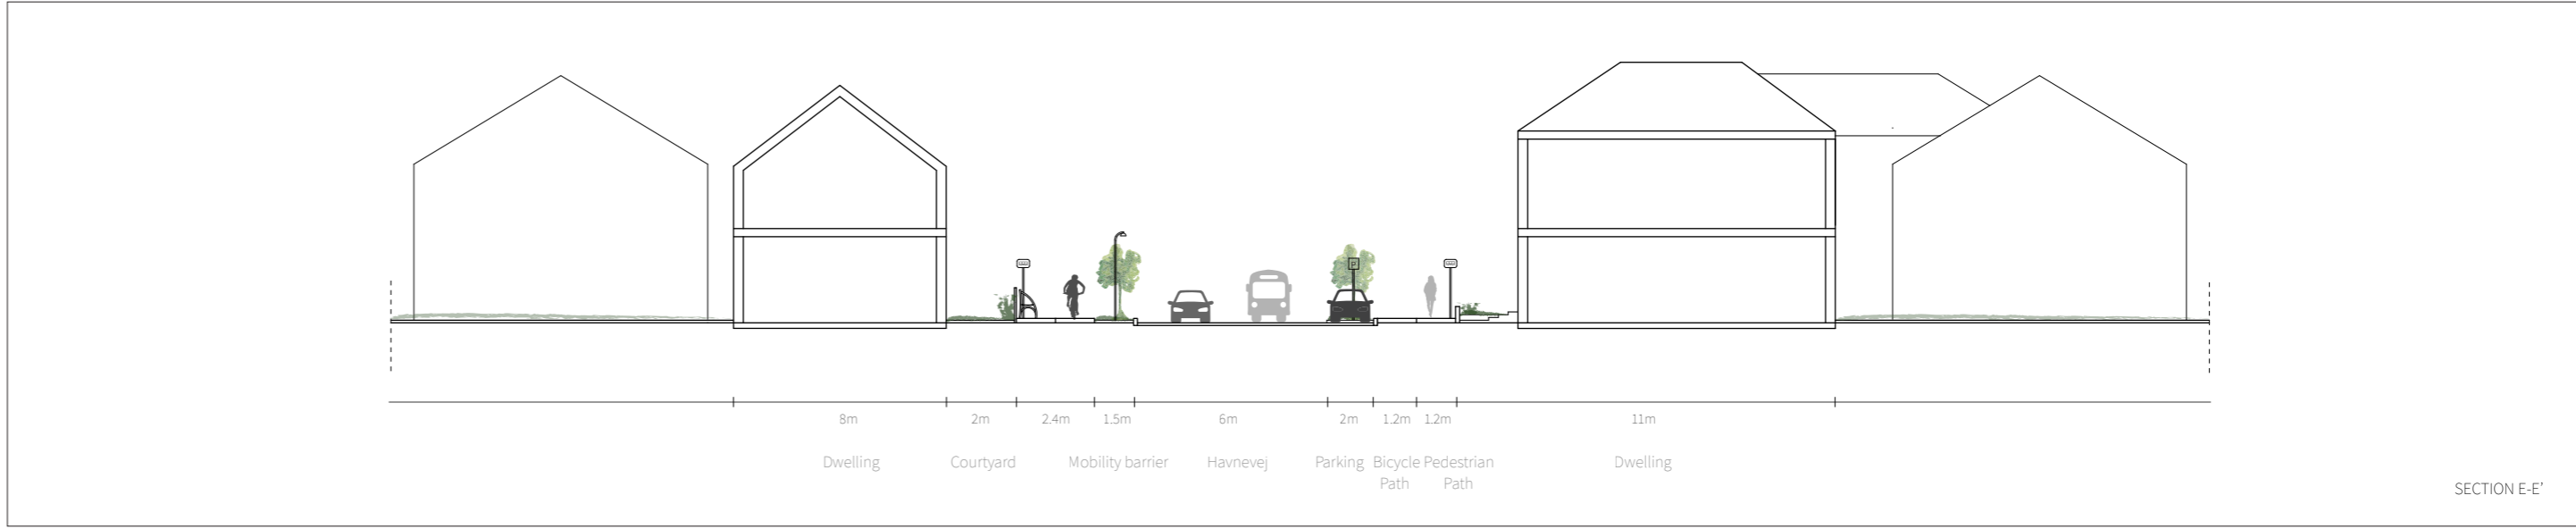 8m 2m 2.4m 1.5m 6m 2m 1.2m 1.2m 11m
Dwelling Courtyard Mobility barrier Havnevej Parking Bicycle Path Pedestrian Path Dwelling
P
SECTION E-E'